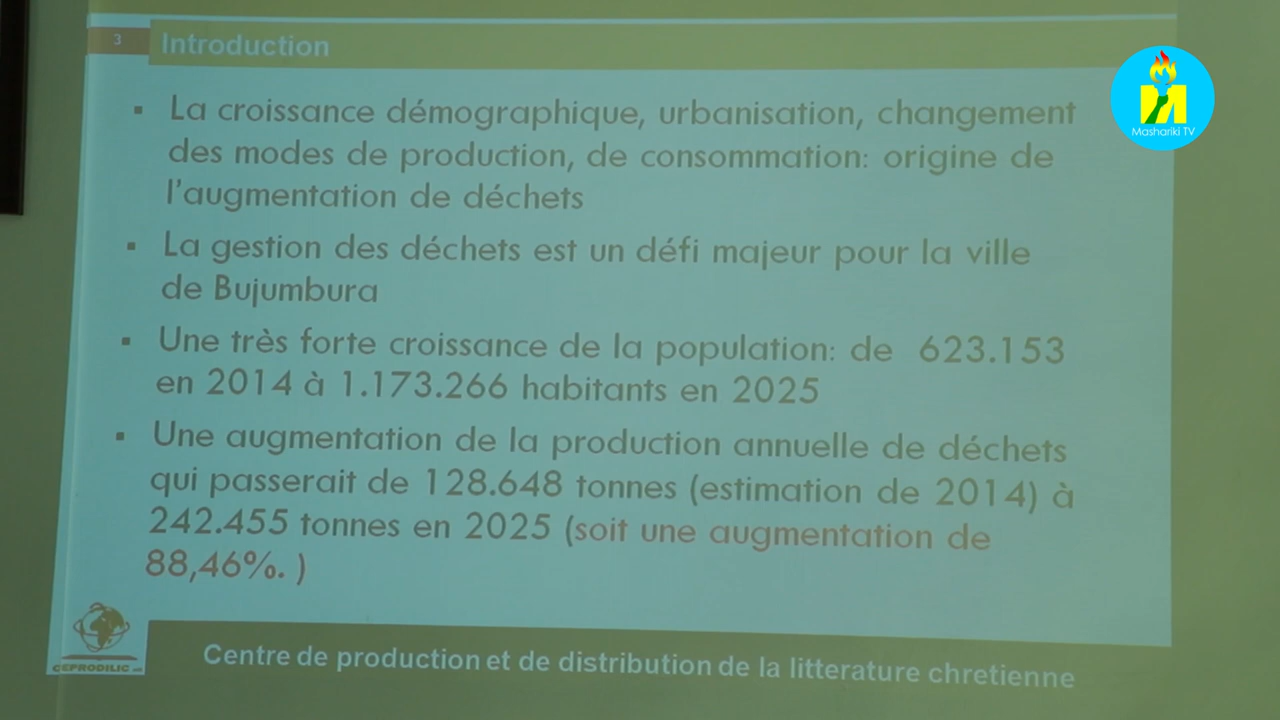 3
Introduction
Mashariki TV
▪ La croissance démographique, urbanisation, changement
des modes de production, de consommation: origine de
l'augmentation de déchets
▪ La gestion des déchets est un défi majeur pour la ville
de Bujumbura
▪ Une très forte croissance de la population: de 623.153
en 2014 à 1.173.266 habitants en 2025
▪ Une augmentation de la production annuelle de déchets
qui passerait de 128.648 tonnes (estimation de 2014) à
242.455 tonnes en 2025 (soit une augmentation de
88,46%. )
CEPRODILIC
Centre de production et de distribution de la litterature chretienne